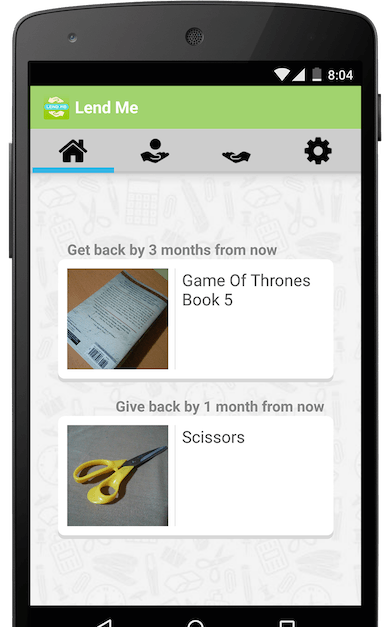 8:04
LEND ME
Lend Me
Get back by 3 months from now
Game Of Thrones
Book 5
Give back by 1 month from now
Scissors